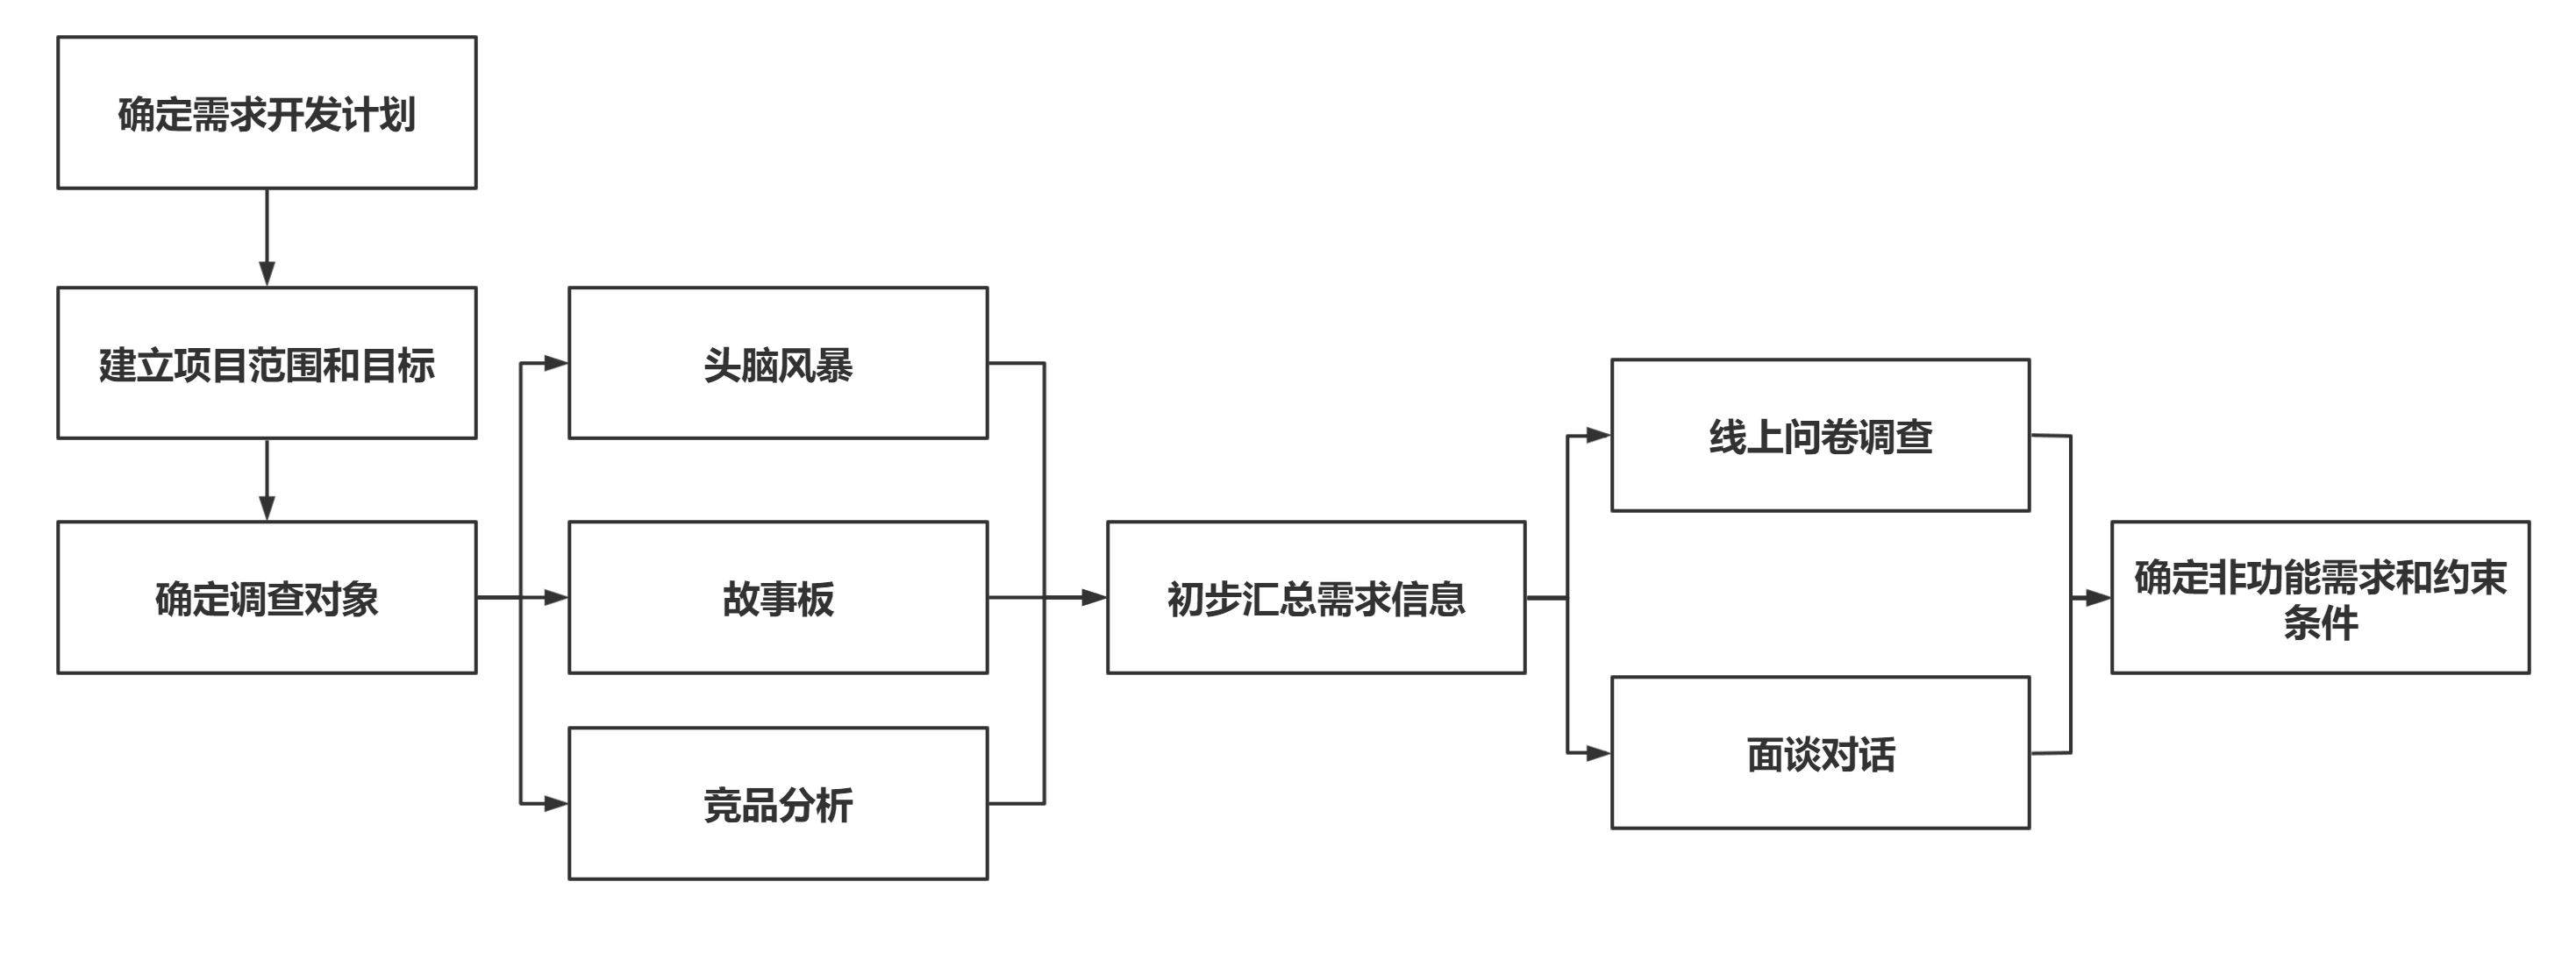 确定需求开发计划
建立项目范围和目标
确定调查对象
头脑风暴
故事板
竞品分析
初步汇总需求信息
线上问卷调查
面谈对话
确定非功能需求和约束
条件